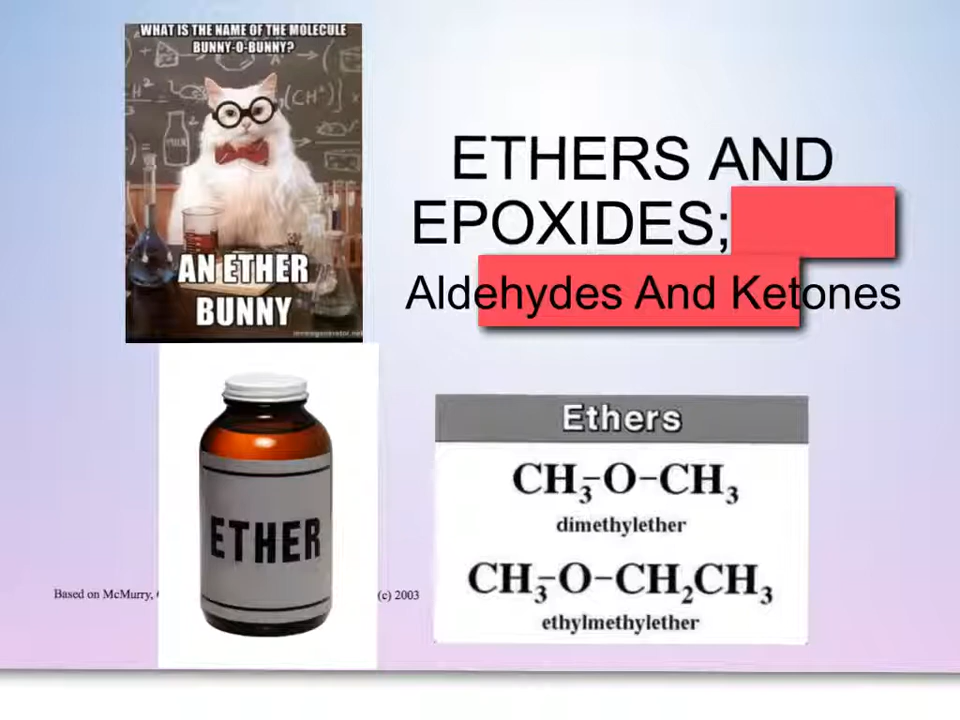 WHAT IS THE NAME OF THE MOLECULE
BUNNY-O-BUNNY?
AN ETHER
BUNNY
ETHERS AND
EPOXIDES;
Aldehydes And Ketones
ETHER
Ethers
CH₃–O–CH₃
dimethylether
CH₃–O–CH₂CH₃
ethylmethylether
Based on McMurry,
(c) 2003